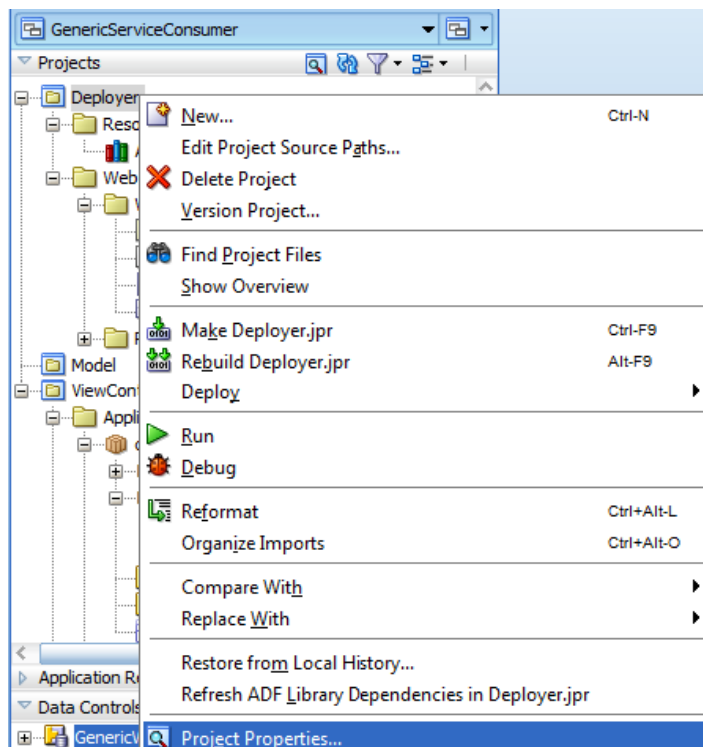 GenericServiceConsumer
Projects
Deployer
New... Ctrl-N
Edit Project Source Paths...
Delete Project
Version Project...
Find Project Files
Show Overview
Make Deployer.jpr Ctrl-F9
Rebuild Deployer.jpr Alt-F9
Deploy
Model
Run
Debug
Reformat Ctrl+Alt-L
Organize Imports Ctrl+Alt-O
Compare With
Replace With
Restore from Local History...
Refresh ADF Library Dependencies in Deployer.jpr
Data Controls
Project Properties...